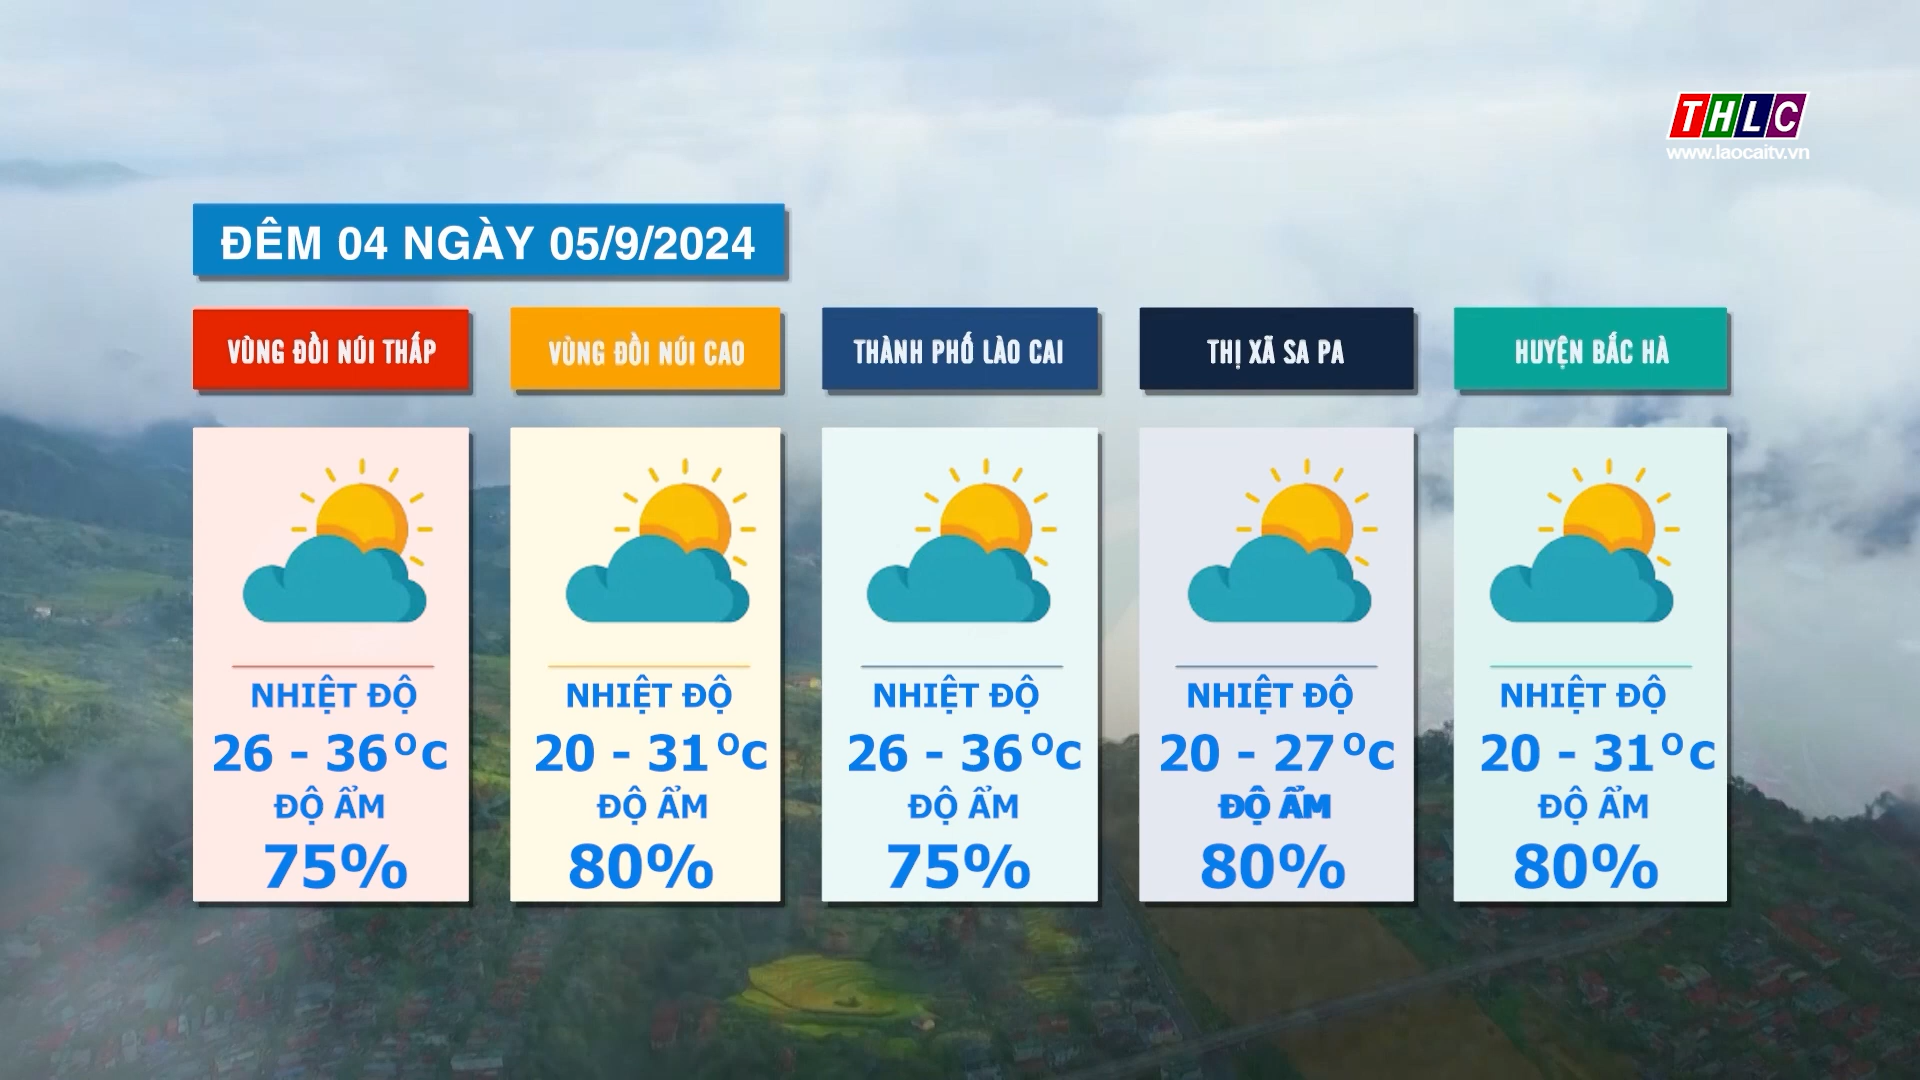 THLC
www.laocaitv.vn
ĐÊM 04 NGÀY 05/9/2024
VÙNG ĐỒI NÚI THẤP
NHIỆT ĐỘ
26 - 36°c
ĐỘ ẨM
75%
VÙNG ĐỒI NÚI CAO
NHIỆT ĐỘ
20 - 31°c
ĐỘ ẨM
80%
THÀNH PHỐ LÀO CAI
NHIỆT ĐỘ
26 - 36°c
ĐỘ ẨM
75%
THỊ XÃ SA PA
NHIỆT ĐỘ
20 - 27°c
ĐỘ ẨM
80%
HUYỆN BẮC HÀ
NHIỆT ĐỘ
20 - 31°c
ĐỘ ẨM
80%